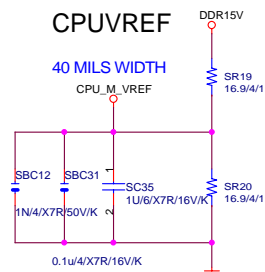 CPUVREF
DDR15V
40 MILS WIDTH
CPU_M_VREF
SR19
16.9/4/1
SBC12
SBC31
1
SC35
1U/6/X7R/16V/K
2
SR20
16.9/4/1
1N/4/X7R/50V/K
0.1u/4/X7R/16V/K